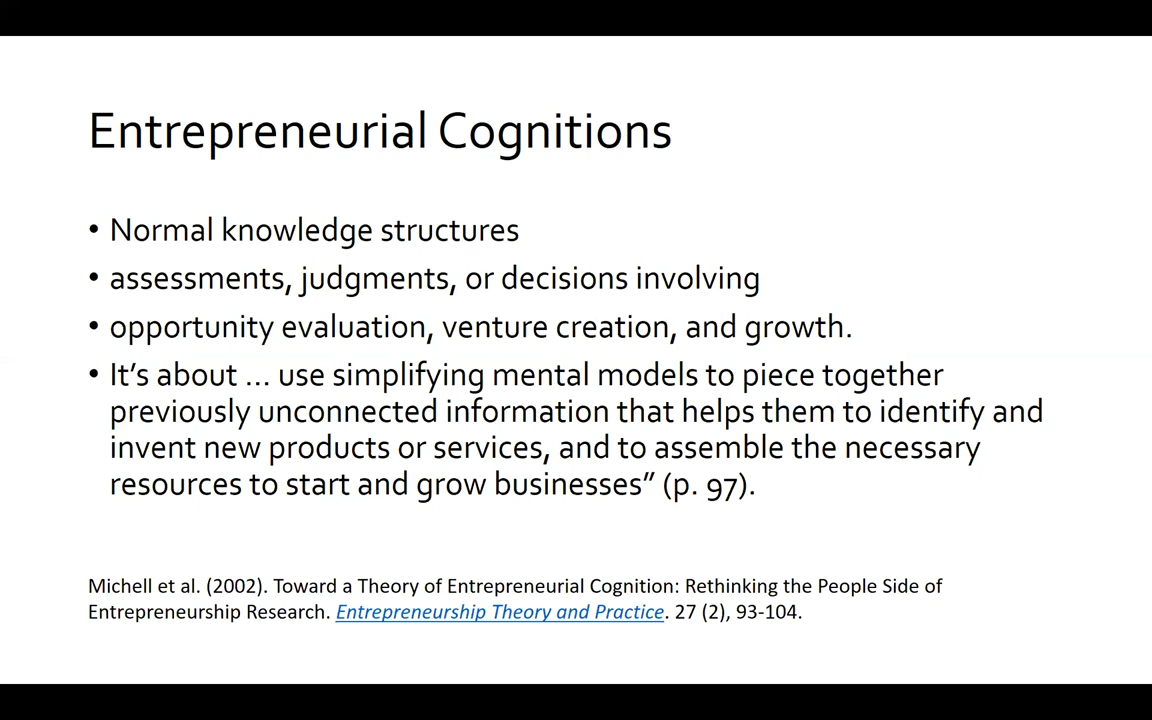 Entrepreneurial Cognitions
• Normal knowledge structures
• assessments, judgments, or decisions involving
• opportunity evaluation, venture creation, and growth.
• It’s about … use simplifying mental models to piece together
previously unconnected information that helps them to identify and
invent new products or services, and to assemble the necessary
resources to start and grow businesses” (p. 97).
Michell et al. (2002). Toward a Theory of Entrepreneurial Cognition: Rethinking the People Side of
Entrepreneurship Research. Entrepreneurship Theory and Practice. 27 (2), 93-104.